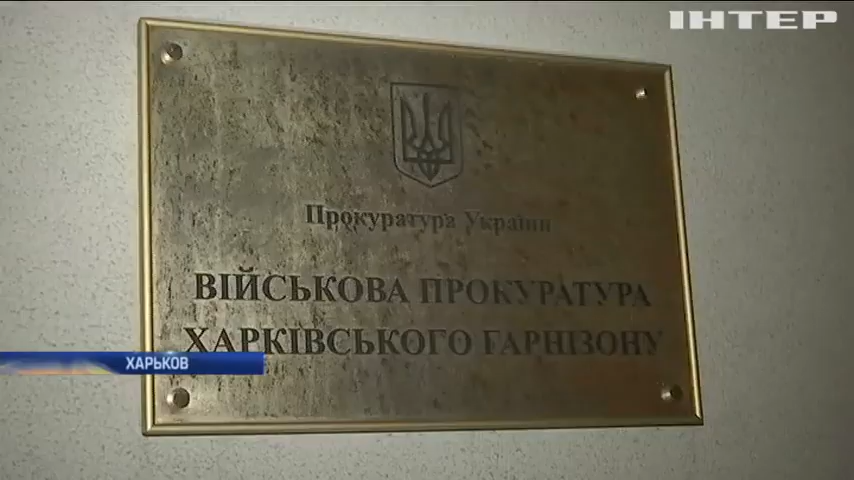 ІНТЕР
Прокуратура України
ВІЙСЬКОВА ПРОКУРАТУРА
ХАРКІВСЬКОГО ГАРНІЗОНУ
ХАРЬКОВ